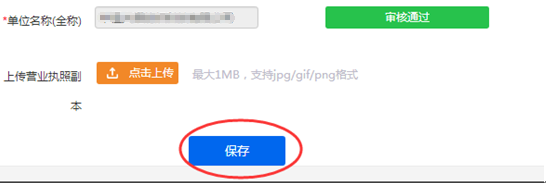 *单位名称(全称)
审核通过
上传营业执照副
本
点击上传
最大1MB，支持jpg/gif/png格式
保存